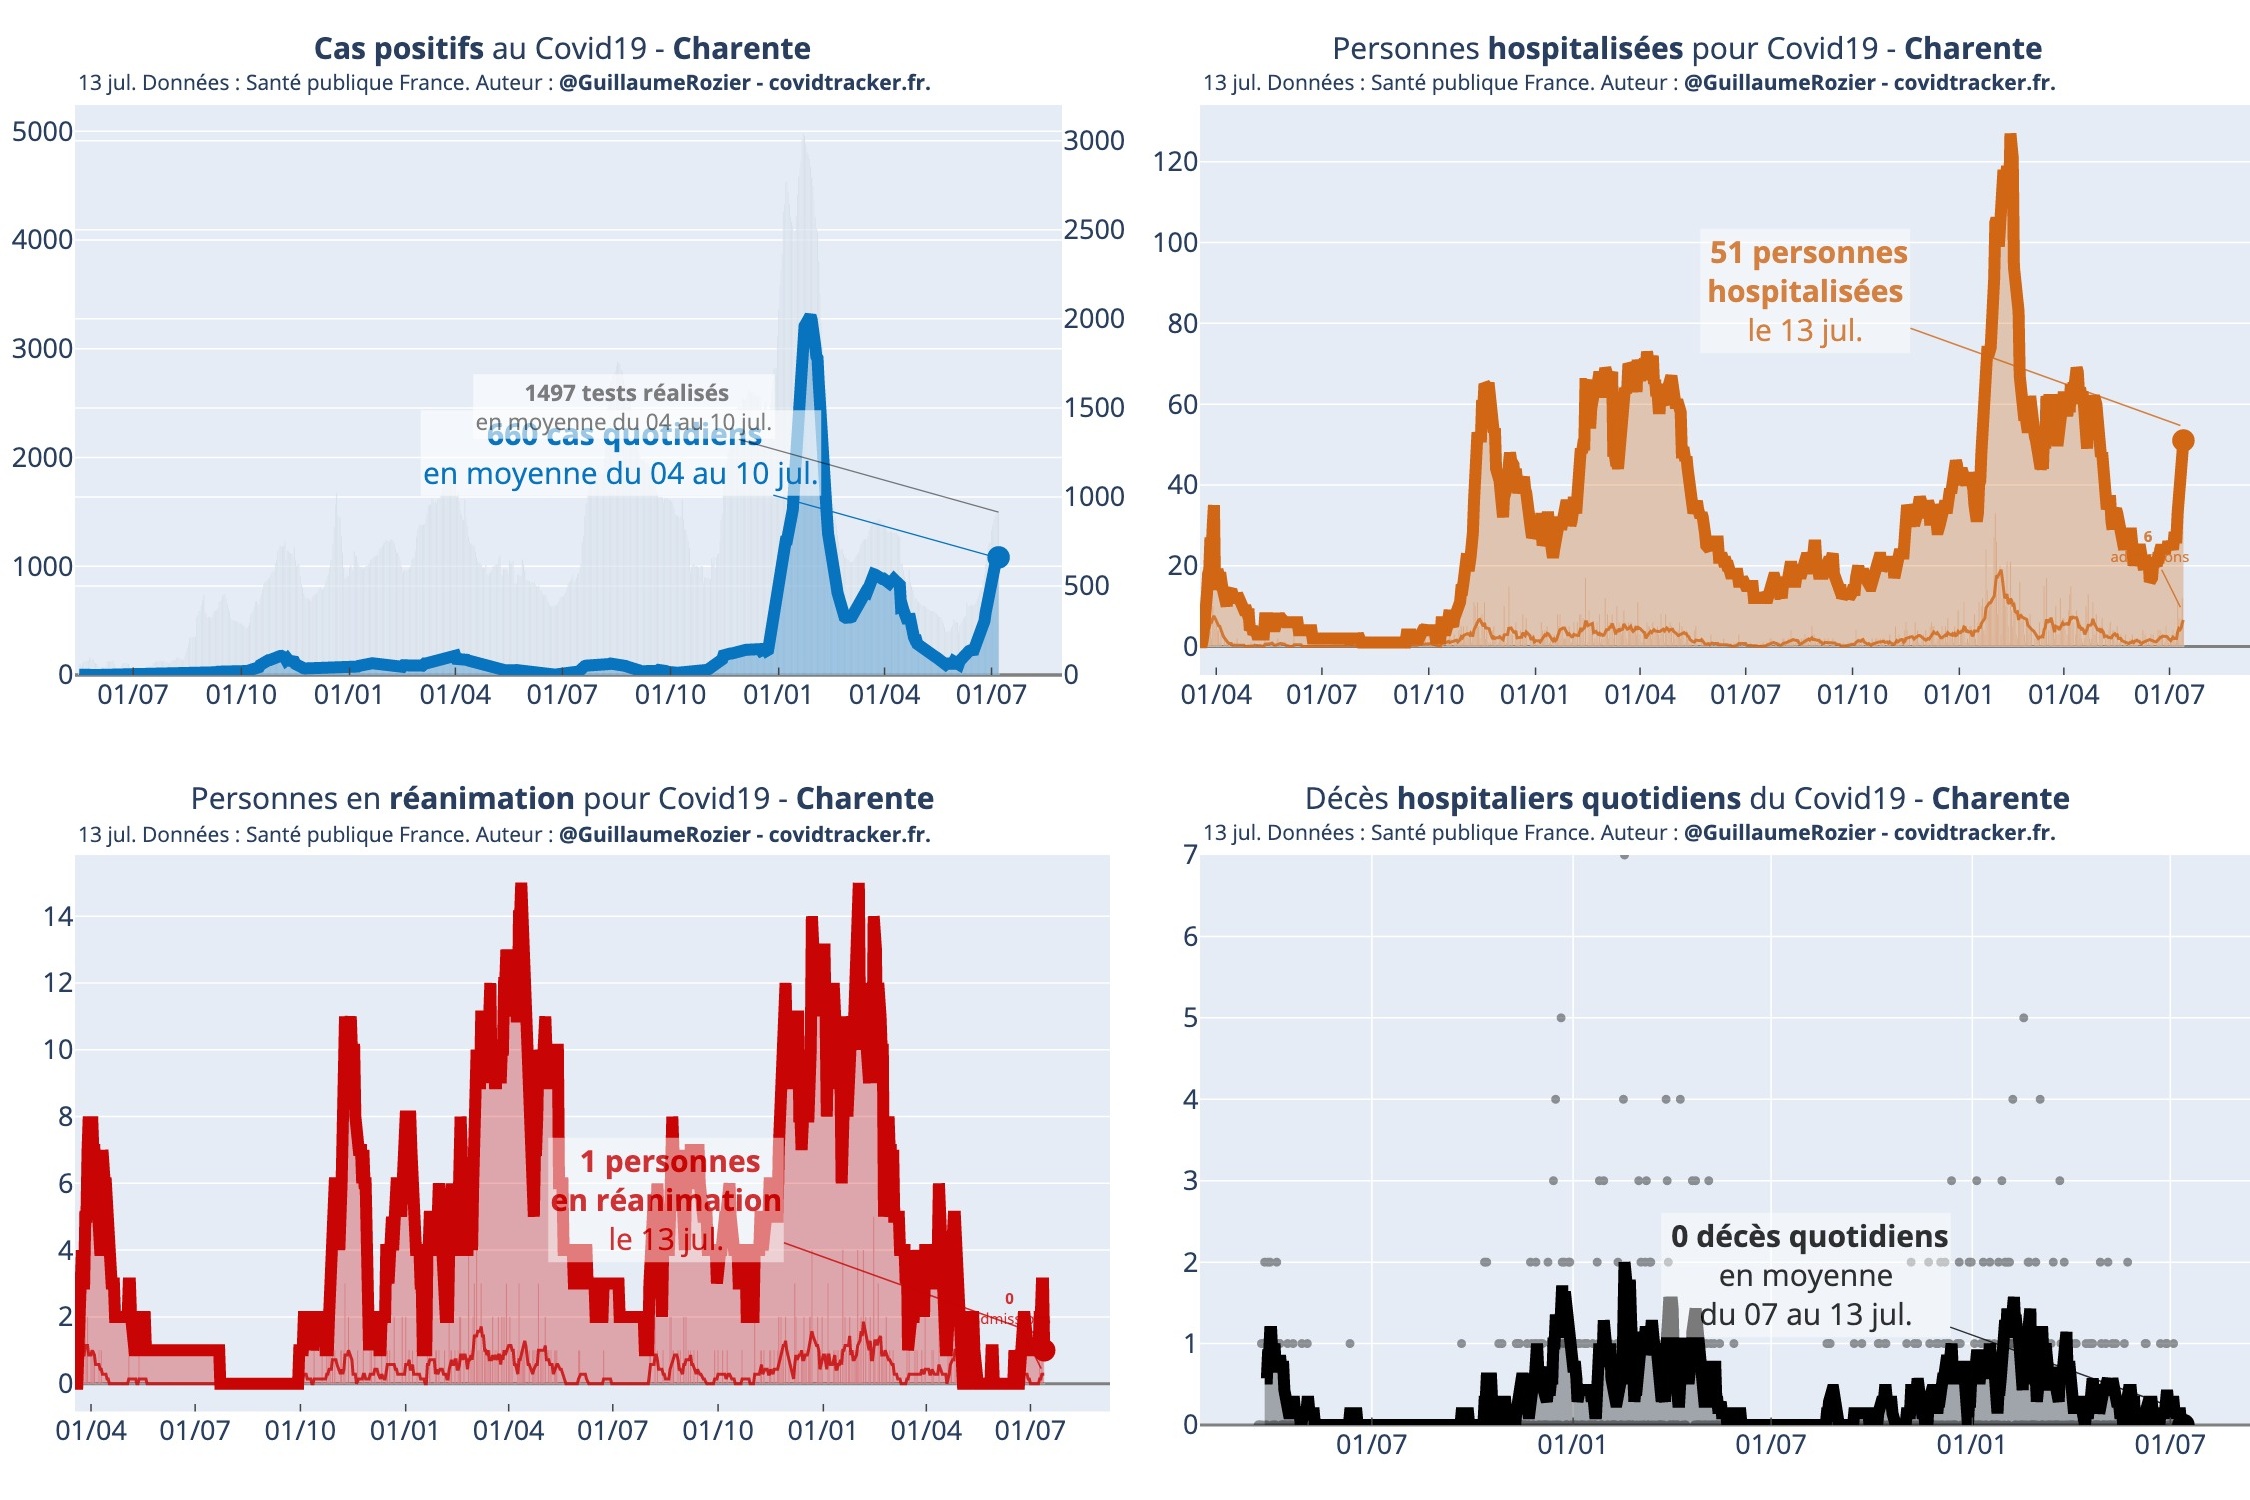 Cas positifs au Covid19 - Charente
13 jul. Données : Santé publique France. Auteur : @GuillaumeRozier - covidtracker.fr.
5000
4000
3000
2000
1000
0
3000
2500
2000
1500
1000
500
0
1497 tests réalisés
en moyenne du 04 au 10 jul.
660 cas quotidiens
en moyenne du 04 au 10 jul.
01/07 01/10 01/01 01/04 01/07 01/10 01/01 01/04 01/07
Personnes hospitalisées pour Covid19 - Charente
13 jul. Données : Santé publique France. Auteur : @GuillaumeRozier - covidtracker.fr.
120
100
80
60
40
20
0
51 personnes
hospitalisées
le 13 jul.
6
01/04 01/07 01/10 01/01 01/04 01/07 01/10 01/01 01/04 01/07
Personnes en réanimation pour Covid19 - Charente
13 jul. Données : Santé publique France. Auteur : @GuillaumeRozier - covidtracker.fr.
14
12
10
8
6
4
2
0
1 personnes
en réanimation
le 13 jul.
0
01/04 01/07 01/10 01/01 01/04 01/07 01/10 01/01 01/04 01/07
Décès hospitaliers quotidiens du Covid19 - Charente
13 jul. Données : Santé publique France. Auteur : @GuillaumeRozier - covidtracker.fr.
7
6
5
4
3
2
1
0
0 décès quotidiens
en moyenne
du 07 au 13 jul.
01/07 01/01 01/07 01/01 01/07